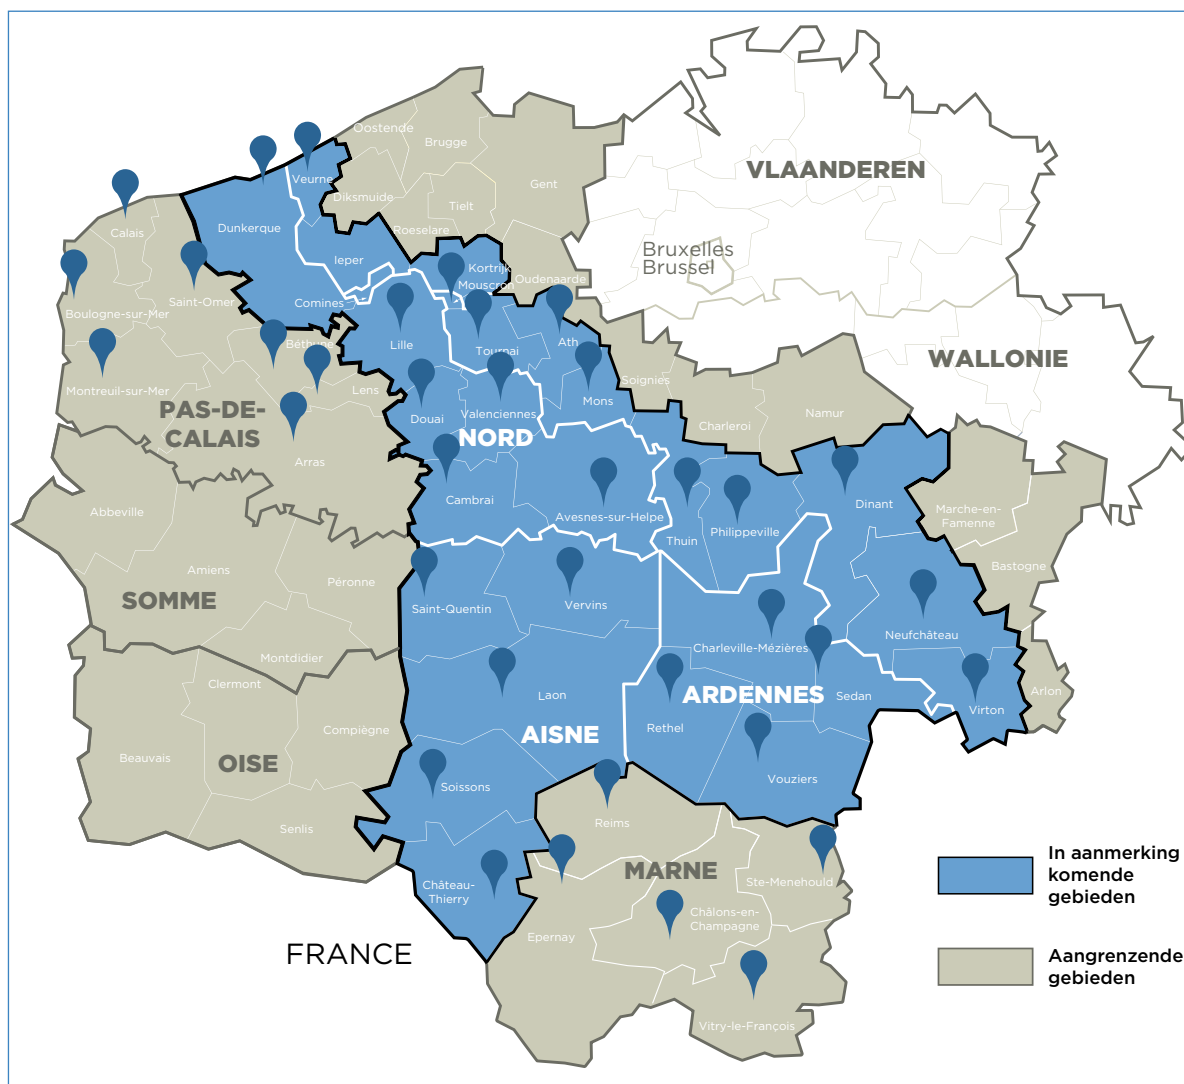 Oostende
Brugge
VLAANDEREN
Veurne
Gent
Diksmuide
Tielt
Dunkerque
Roeselare
Calais
Bruxelles
Brussel
Ieper
Kortrijk
Mouscron
Oudenaarde
Saint-Omer
Comines
Boulogne-sur-Mer
Béthune
Lille
Tournai
Ath
WALLONIE
Soignies
Montreuil-sur-Mer
Lens
Mons
PAS-DE-
CALAIS
Douai
Valenciennes
Namur
Charleroi
NORD
Arras
Cambrai
Dinant
Abbeville
Avesnes-sur-Helpe
Philippeville
Marche-en-
Famenne
Thuin
Bastogne
Amiens
Péronne
SOMME
Saint-Quentin
Vervins
Neufchâteau
Montdidier
Charleville-Mézières
Clermont
Laon
ARDENNES
Sedan
Arlon
Virton
Compiègne
Rethel
AISNE
Beauvais
OISE
Soissons
Vouziers
Senlis
Reims
MARNE
Ste-Menehould
Château-
Thierry
Châlons-en-
Champagne
Epernay
FRANCE
Vitry-le-François
In aanmerking
komende
gebieden
Aangrenzende
gebieden